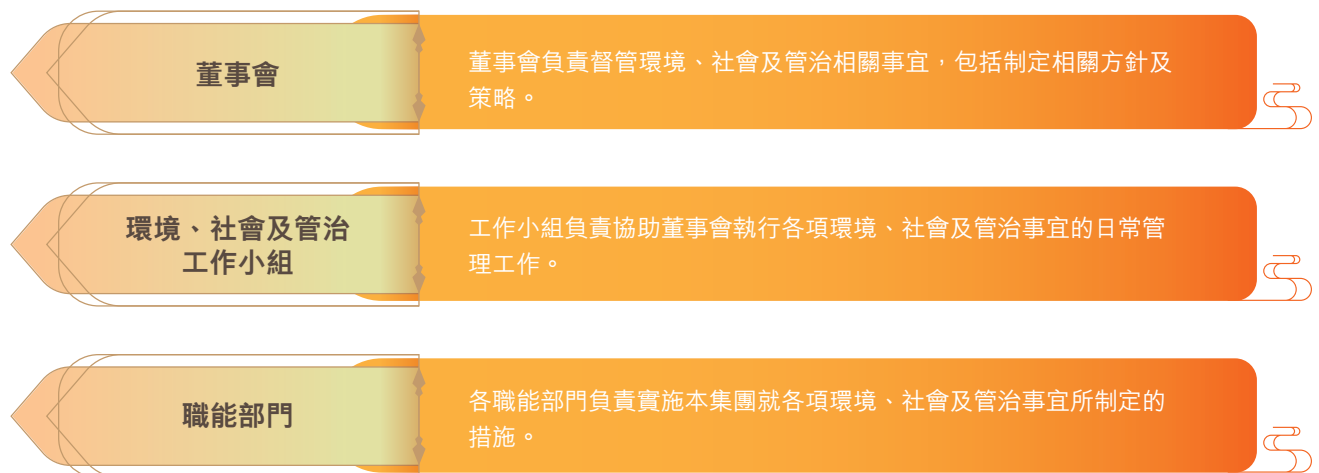 董事會
董事會負責督管環境、社會及管治相關事宜，包括制定相關方針及
策略。
環境、社會及管治
工作小組
工作小組負責協助董事會執行各項環境、社會及管治事宜的日常管
理工作。
職能部門
各職能部門負責實施本集團就各項環境、社會及管治事宜所制定的
措施。